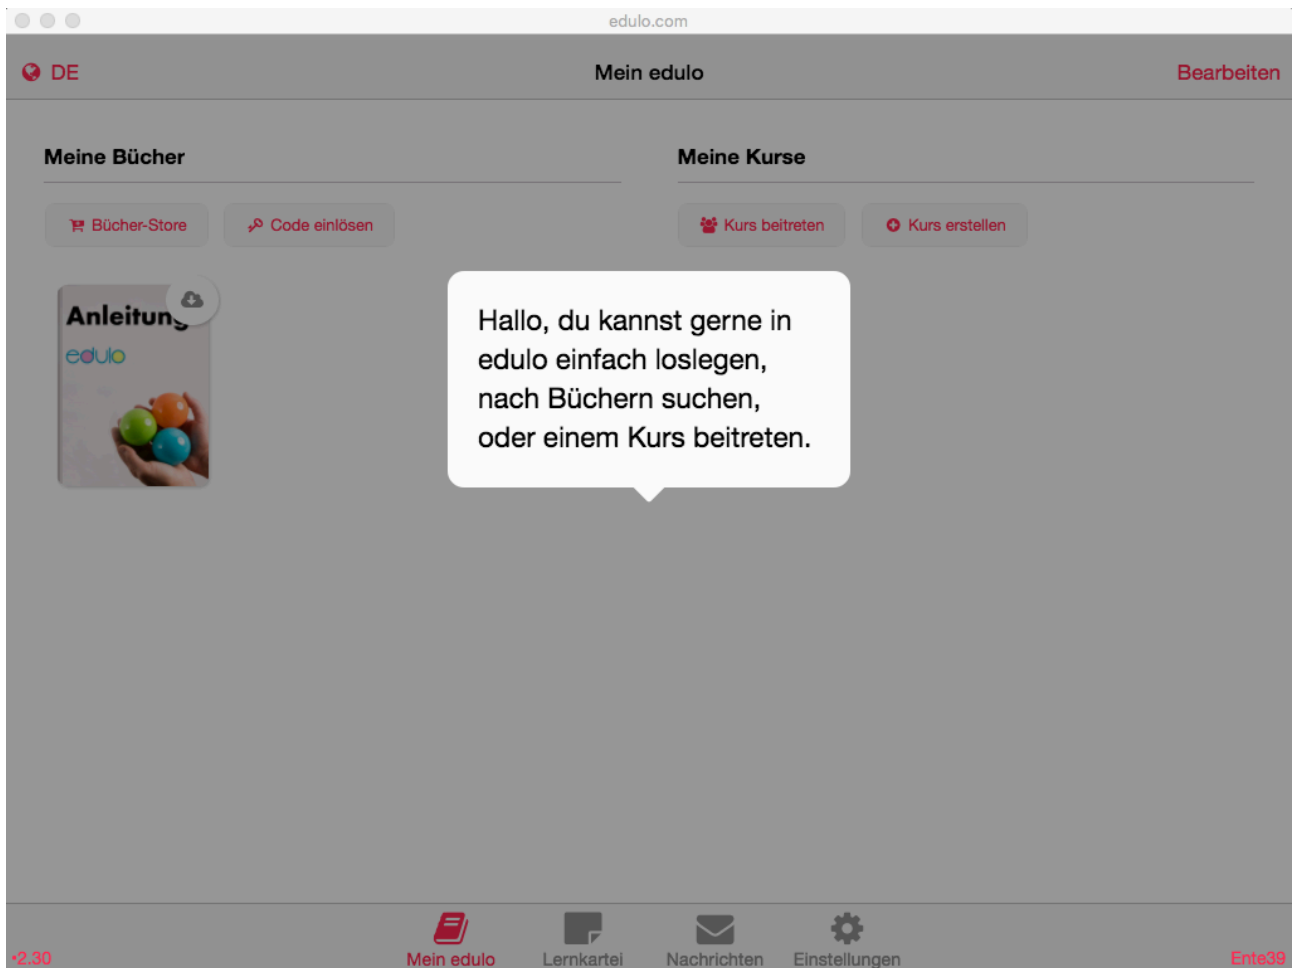 edulo.com
DE
Mein edulo
Bearbeiten
Meine Bücher
Meine Kurse
Bücher-Store
Code einlösen
Kurs beitreten
Kurs erstellen
Anleitung
edulo
Hallo, du kannst gerne in
edulo einfach loslegen,
nach Büchern suchen,
oder einem Kurs beitreten.
•2.30
Mein edulo
Lernkartei
Nachrichten
Einstellungen
Ente39